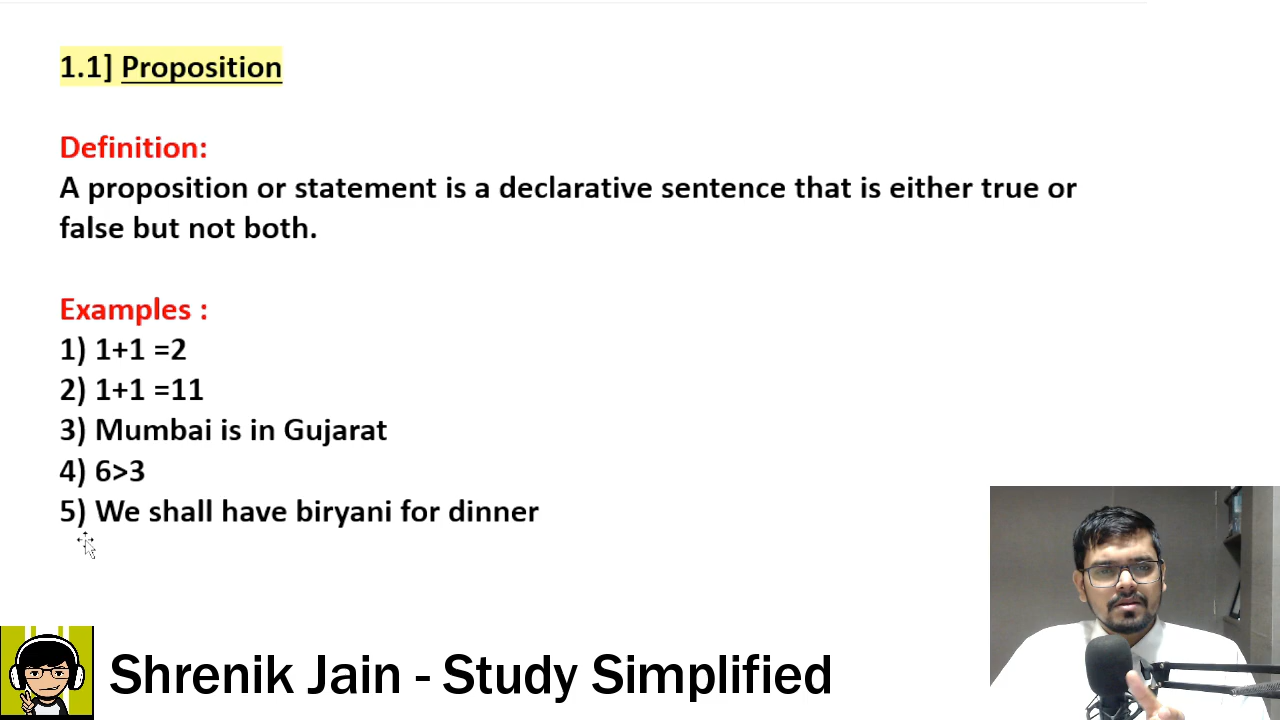 1.1] Proposition
Definition:
A proposition or statement is a declarative sentence that is either true or
false but not both.
Examples :
1) 1+1 =2
2) 1+1 =11
3) Mumbai is in Gujarat
4) 6>3
5) We shall have biryani for dinner
Shrenik Jain - Study Simplified